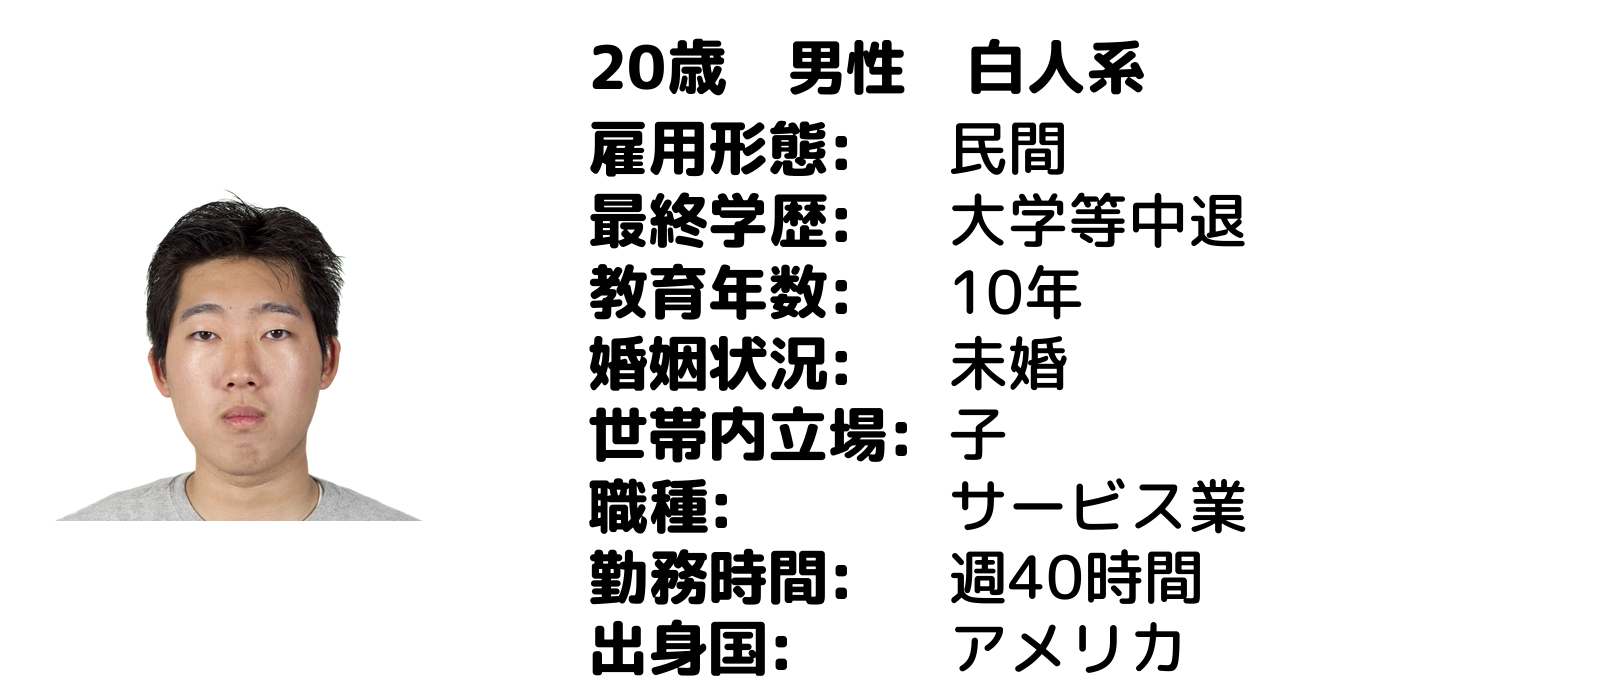 20歳　男性　白人系
雇用形態: 民間
最終学歴: 大学等中退
教育年数: 10年
婚姻状況: 未婚
世帯内立場: 子
職種: サービス業
勤務時間: 週40時間
出身国: アメリカ